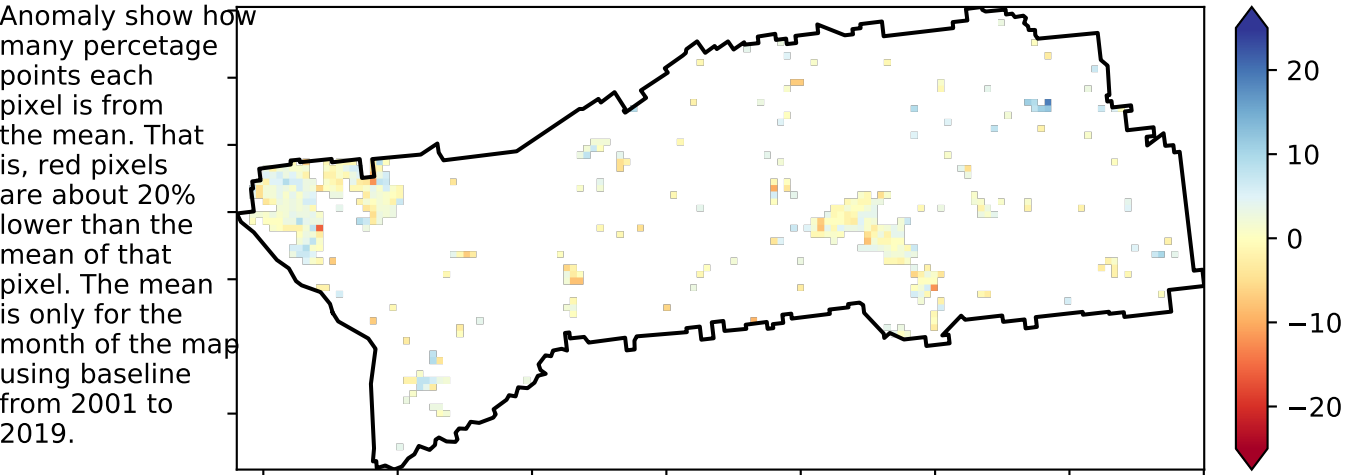 Anomaly show how
many percetage
points each
pixel is from
the mean. That
is, red pixels
are about 20%
lower than the
mean of that
pixel. The mean
is only for the
month of the map
using baseline
from 2001 to
2019.
20
10
0
−10
−20